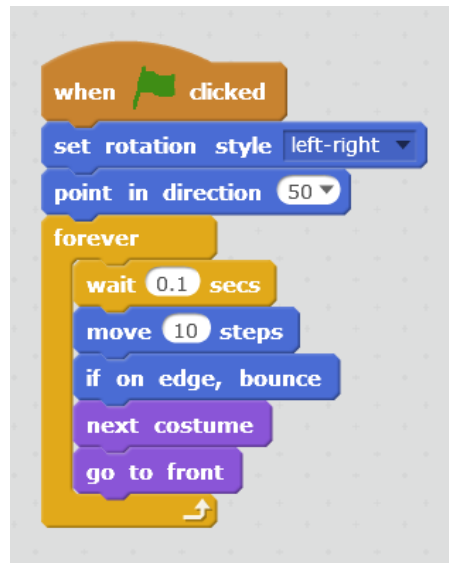 when clicked
set rotation style left-right
point in direction 50
forever
wait 0.1 secs
move 10 steps
if on edge, bounce
next costume
go to front